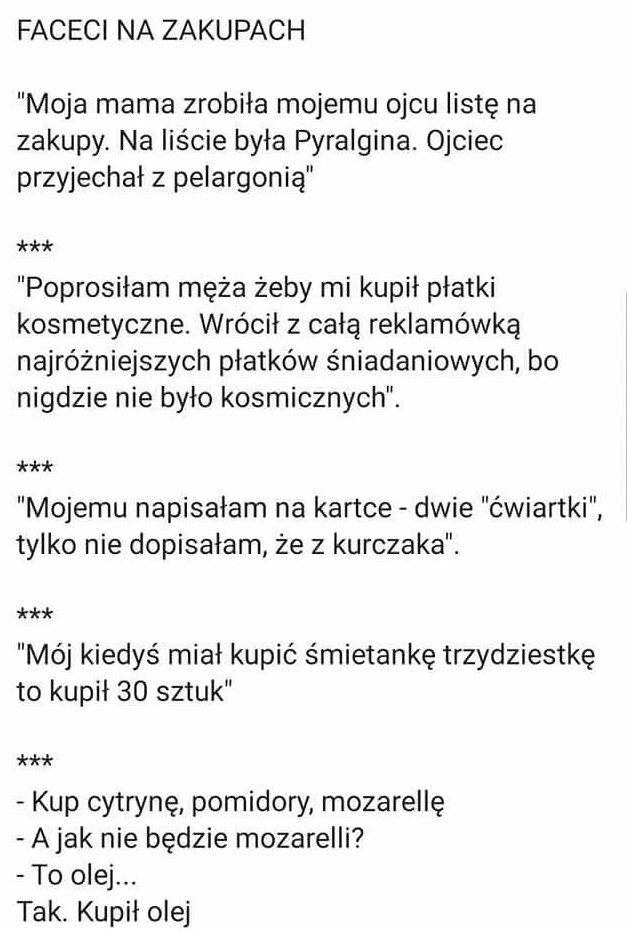 FACECI NA ZAKUPACH
"Moja mama zrobiła mojemu ojcu listę na
zakupy. Na liście była Pyralgina. Ojciec
przyjechał z pelargonią"
***
"Poprosiłam męża żeby mi kupił płatki
kosmetyczne. Wrócił z całą reklamówką
najróżniejszych płatków śniadaniowych, bo
nigdzie nie było kosmicznych".
***
"Mojemu napisałam na kartce - dwie "ćwiartki",
tylko nie dopisałam, że z kurczaka".
***
"Mój kiedyś miał kupić śmietankę trzydziestkę
to kupił 30 sztuk"
***
- Kup cytrynę, pomidory, mozarellę
- A jak nie będzie mozarelli?
- To olej...
Tak. Kupił olej